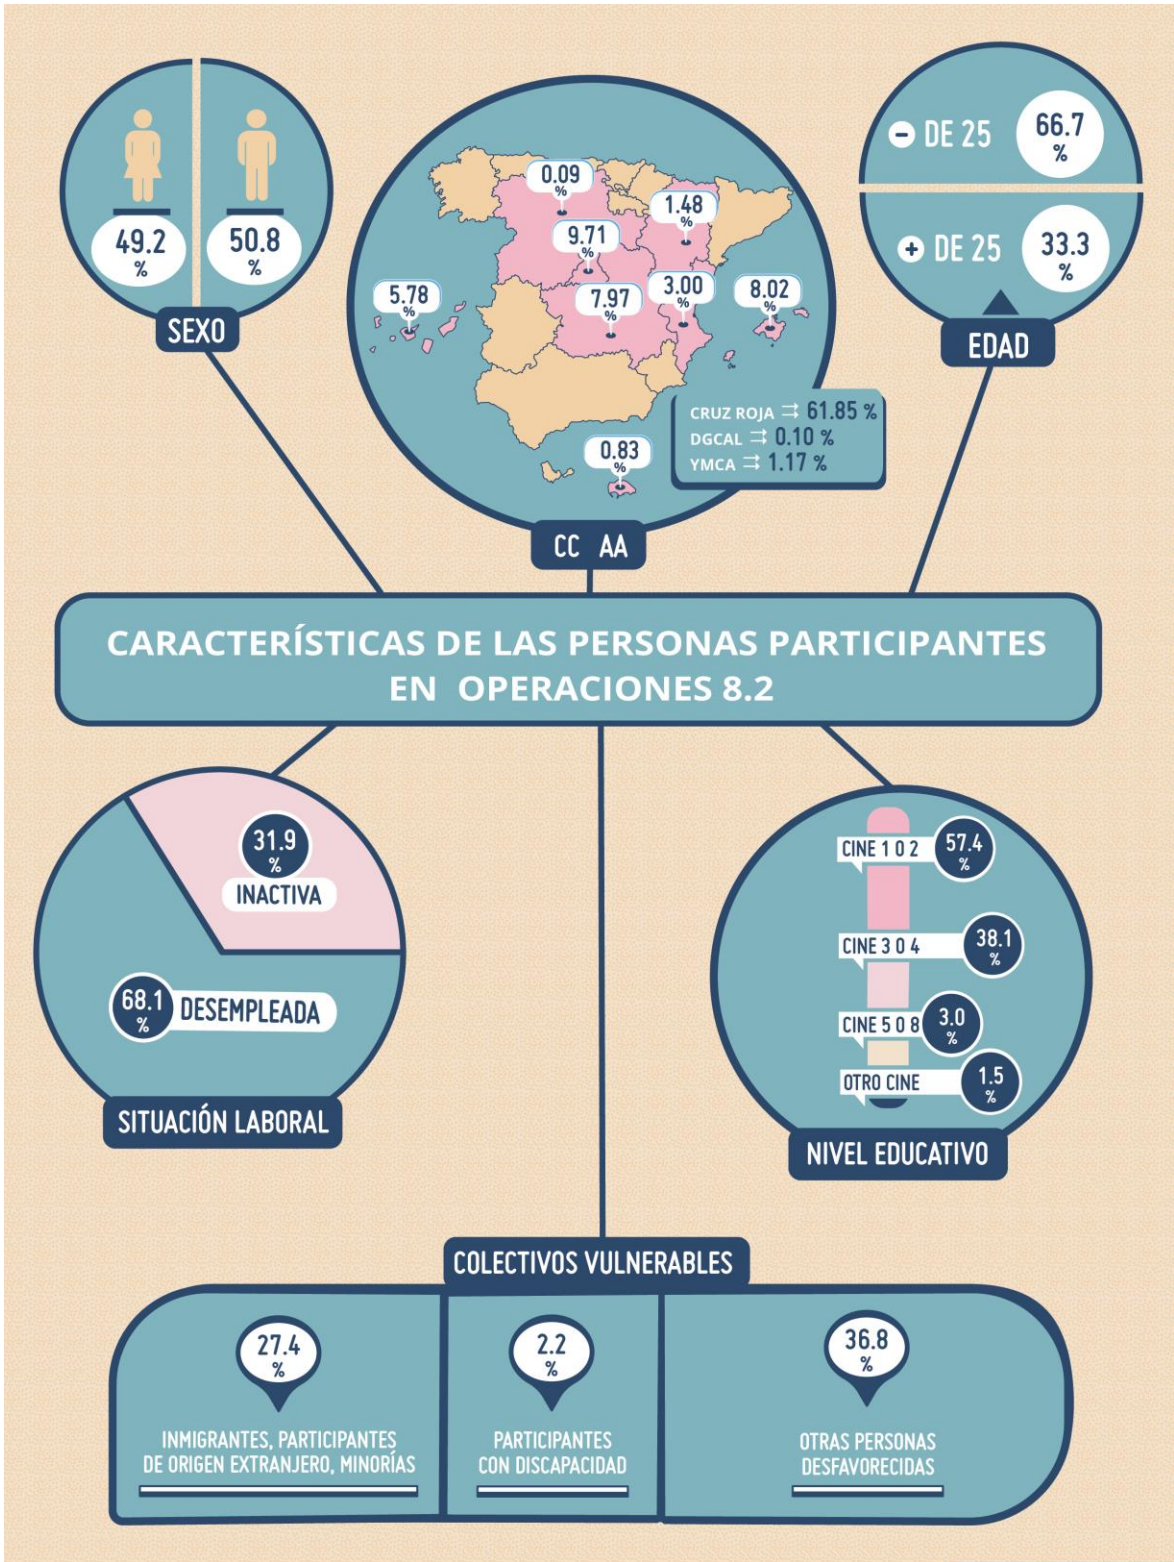 49.2
%
50.8
%
SEXO
0.09
%
1.48
%
9.71
%
5.78
%
7.97
%
3.00
%
8.02
%
0.83
%
CRUZ ROJA ⇉ 61.85 %
DGCAL ⇉ 0.10 %
YMCA ⇉ 1.17 %
CC AA
- DE 25
66.7
%
+ DE 25
33.3
%
EDAD
CARACTERÍSTICAS DE LAS PERSONAS PARTICIPANTES
EN OPERACIONES 8.2
31.9
%
INACTIVA
68.1
%
DESEMPLEADA
SITUACIÓN LABORAL
CINE 1 0 2
57.4
%
CINE 3 0 4
38.1
%
CINE 5 0 8
3.0
%
OTRO CINE
1.5
%
NIVEL EDUCATIVO
COLECTIVOS VULNERABLES
27.4
%
INMIGRANTES, PARTICIPANTES
DE ORIGEN EXTRANJERO, MINORÍAS
2.2
%
PARTICIPANTES
CON DISCAPACIDAD
36.8
%
OTRAS PERSONAS
DESFAVORECIDAS